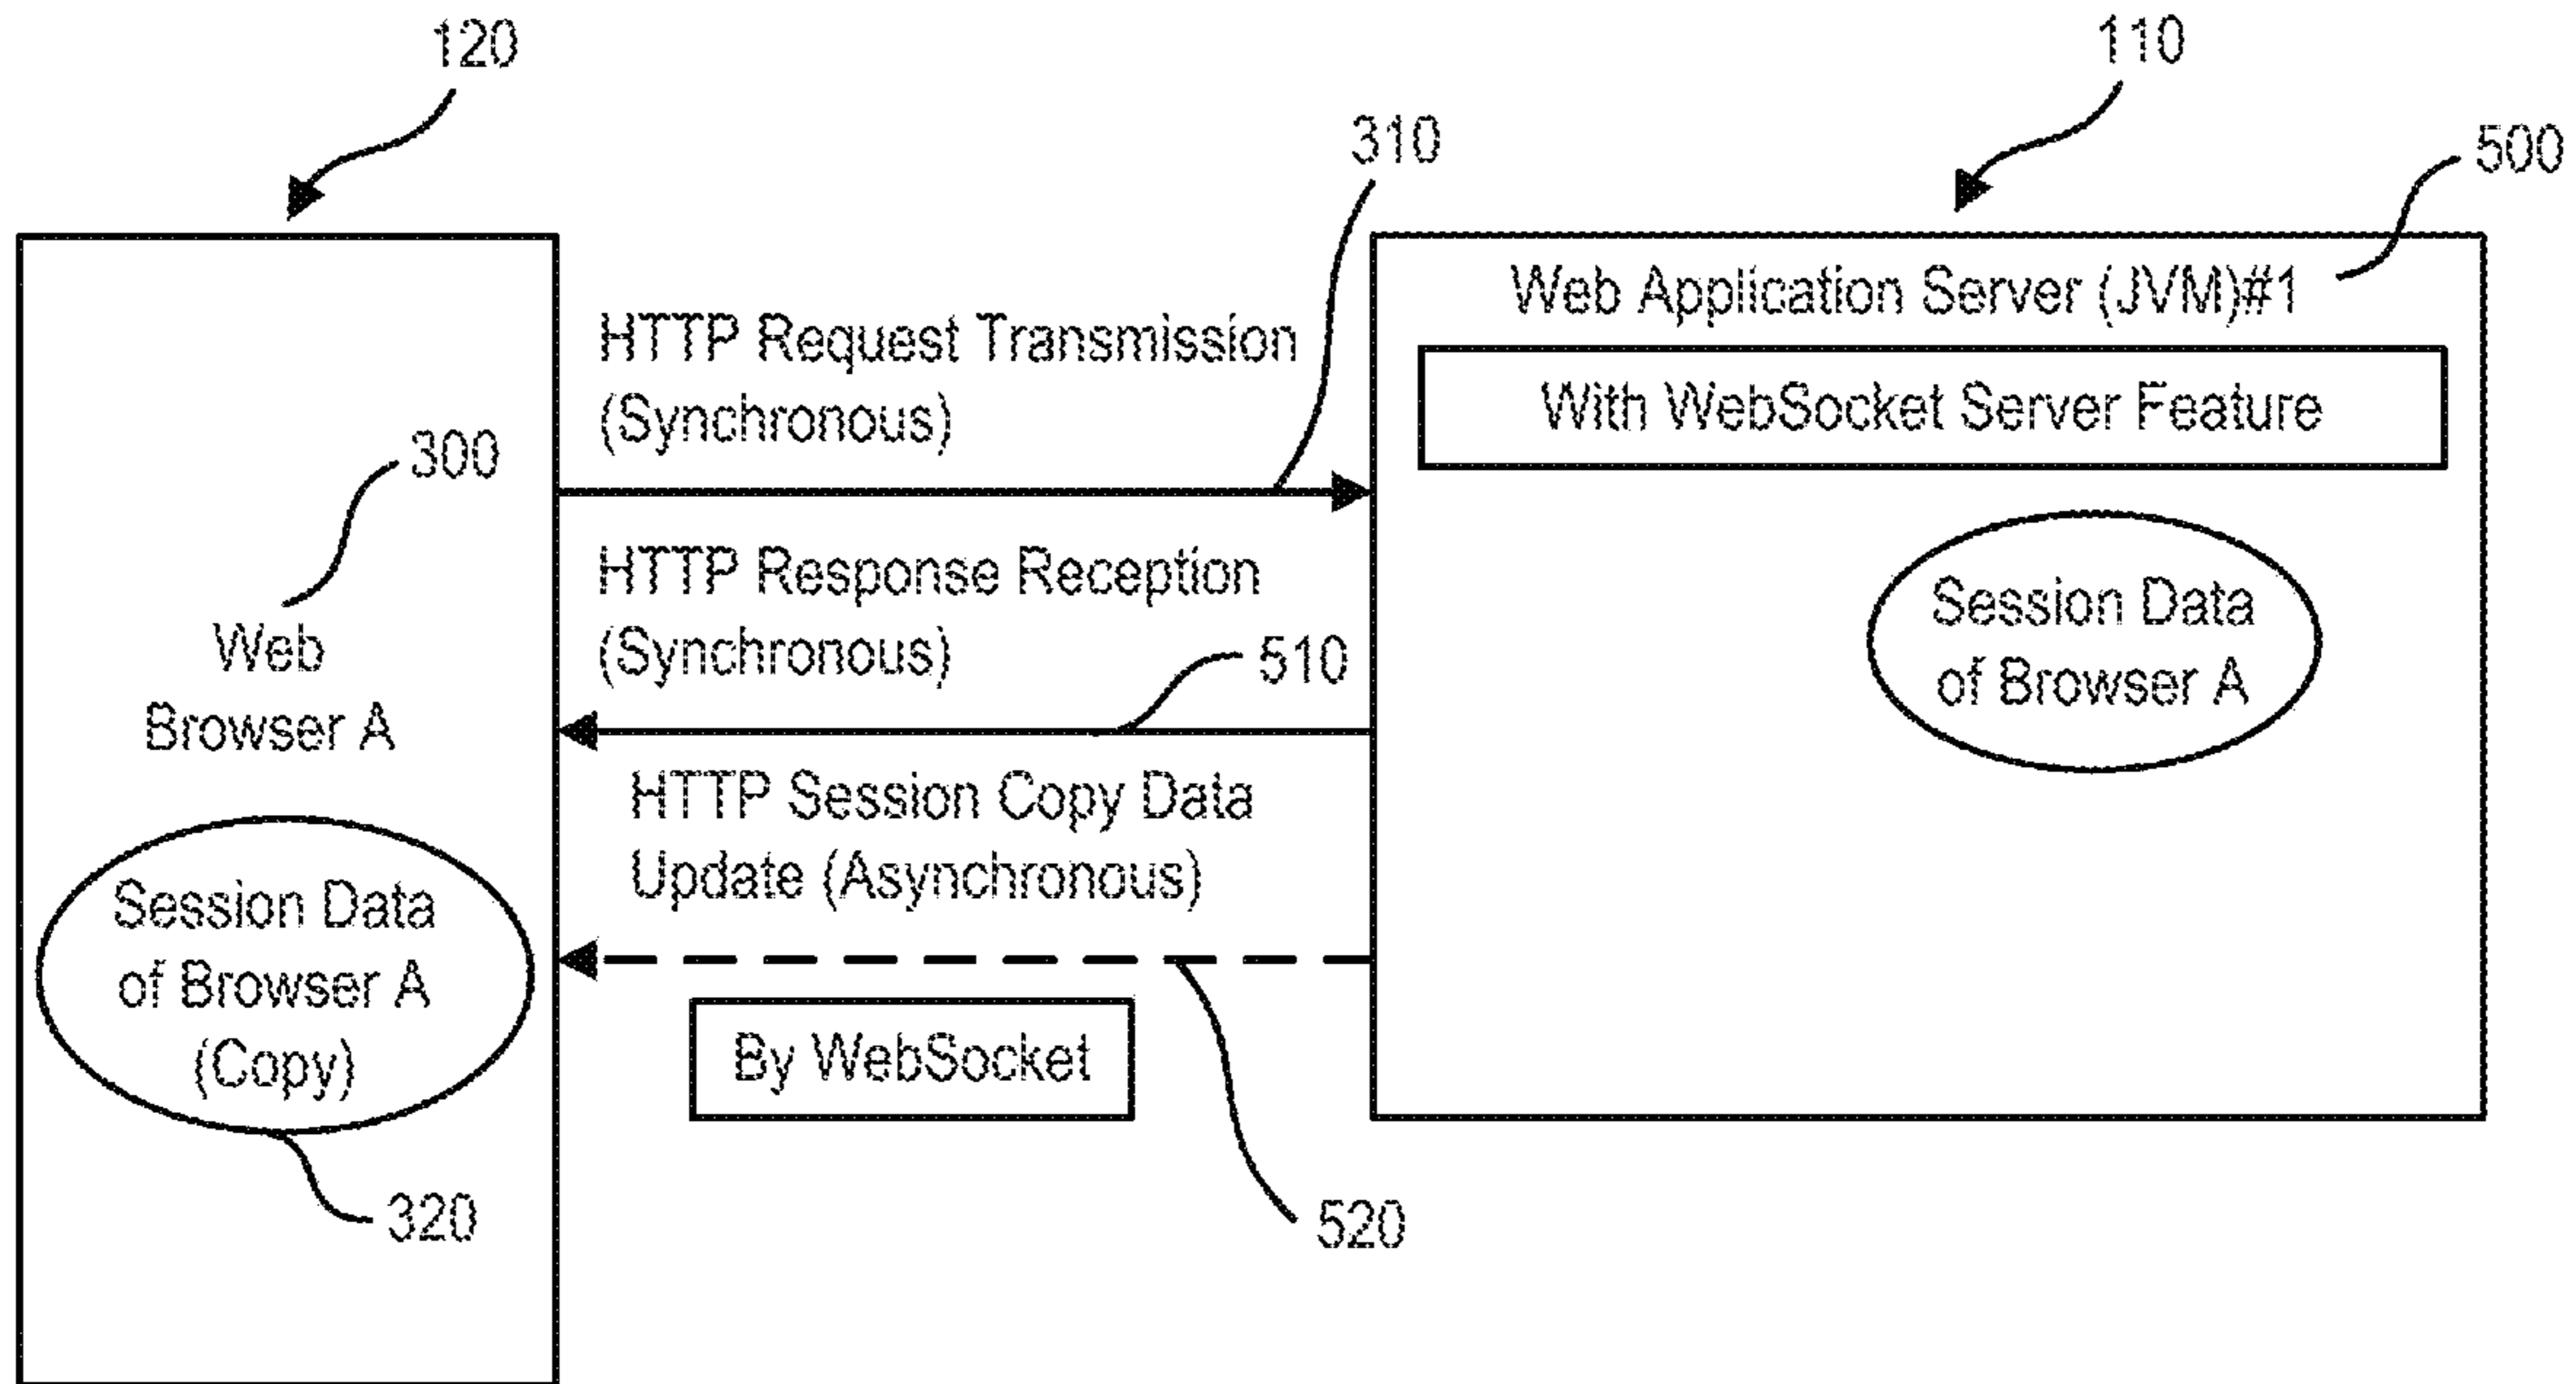 120
110
310
500
Web Application Server (JVM)#1
HTTP Request Transmission
(Synchronous)
With WebSocket Server Feature
300
HTTP Response Reception
(Synchronous)
510
Session Data
of Browser A
Web
Browser A
HTTP Session Copy Data
Update (Asynchronous)
Session Data
of Browser A
(Copy)
By WebSocket
320
520